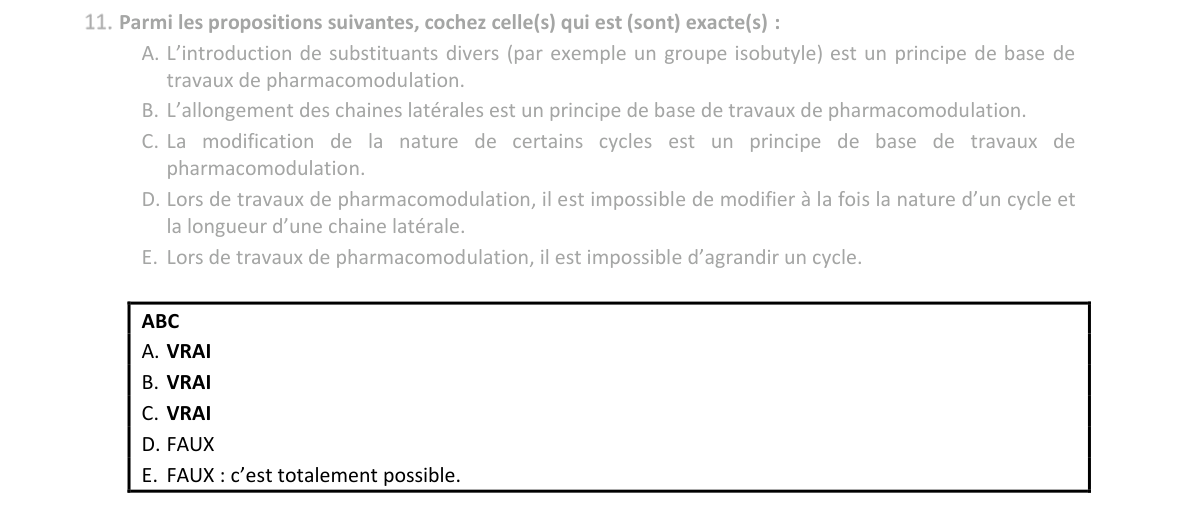 11. Parmi les propositions suivantes, cochez celle(s) qui est (sont) exacte(s) :
A. L’introduction de substituants divers (par exemple un groupe isobutyle) est un principe de base de
travaux de pharmacomodulation.
B. L’allongement des chaines latérales est un principe de base de travaux de pharmacomodulation.
C. La modification de la nature de certains cycles est un principe de base de travaux de
pharmacomodulation.
D. Lors de travaux de pharmacomodulation, il est impossible de modifier à la fois la nature d’un cycle et
la longueur d’une chaine latérale.
E. Lors de travaux de pharmacomodulation, il est impossible d’agrandir un cycle.
ABC
A. VRAI
B. VRAI
C. VRAI
D. FAUX
E. FAUX : c’est totalement possible.